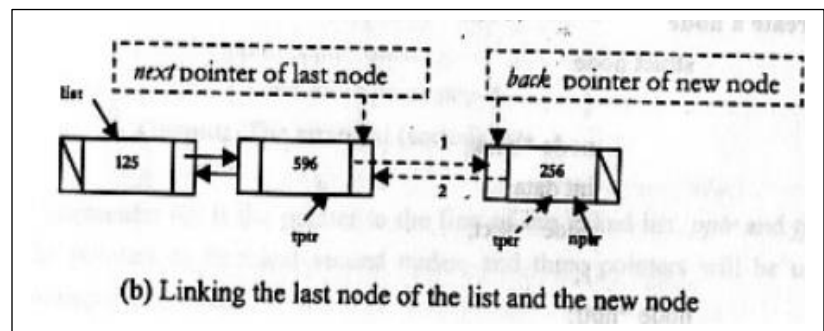 next pointer of last node
back pointer of new node
list
125
596
1
2
256
tptr
tptr
nptr
(b) Linking the last node of the list and the new node